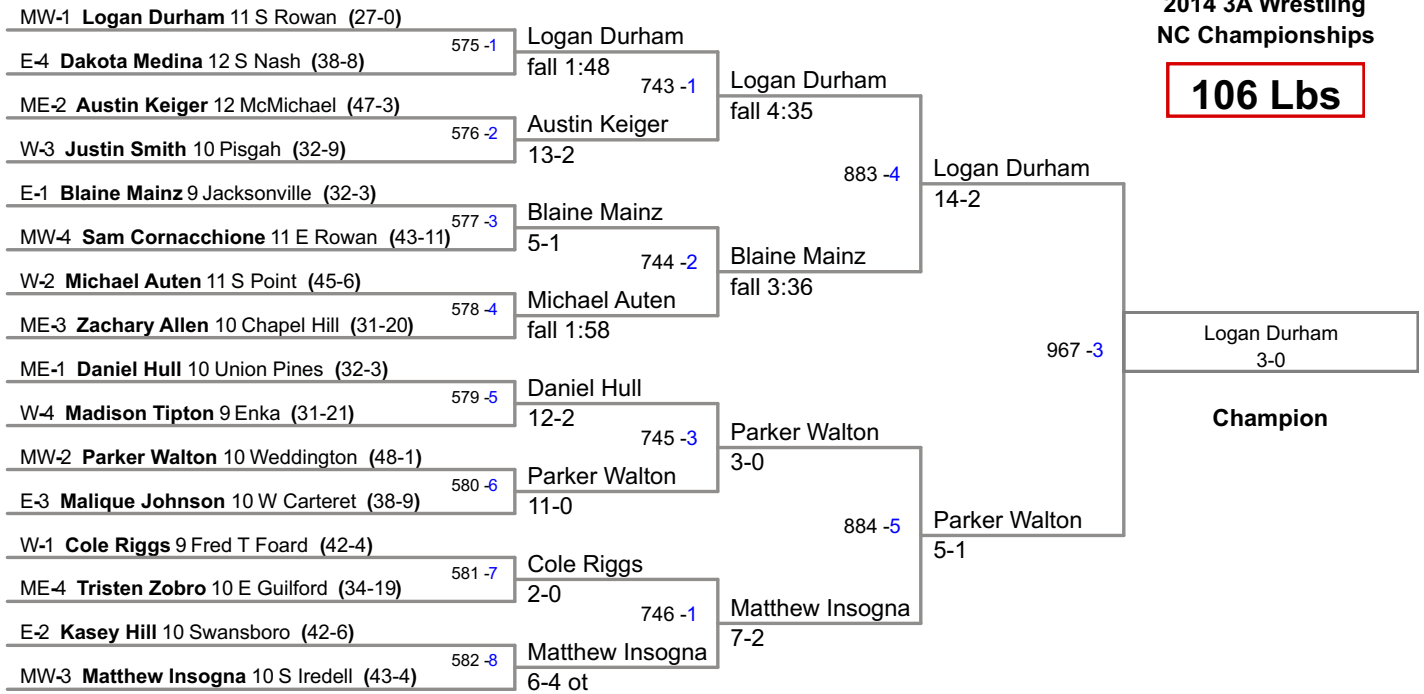 2014 3A Wrestling
NC Championships
106 Lbs
MW-1 Logan Durham 11 S Rowan (27-0)
575 -1
E-4 Dakota Medina 12 S Nash (38-8)
Logan Durham
fall 1:48
743 -1
ME-2 Austin Keiger 12 McMichael (47-3)
576 -2
W-3 Justin Smith 10 Pisgah (32-9)
Austin Keiger
13-2
Logan Durham
fall 4:35
883 -4
E-1 Blaine Mainz 9 Jacksonville (32-3)
577 -3
MW-4 Sam Cornacchione 11 E Rowan (43-11)
Blaine Mainz
5-1
744 -2
W-2 Michael Auten 11 S Point (45-6)
578 -4
ME-3 Zachary Allen 10 Chapel Hill (31-20)
Michael Auten
fall 1:58
Blaine Mainz
fall 3:36
Logan Durham
14-2
967 -3
ME-1 Daniel Hull 10 Union Pines (32-3)
579 -5
W-4 Madison Tipton 9 Enka (31-21)
Daniel Hull
12-2
745 -3
MW-2 Parker Walton 10 Weddington (48-1)
580 -6
E-3 Malique Johnson 10 W Carteret (38-9)
Parker Walton
11-0
Parker Walton
3-0
884 -5
W-1 Cole Riggs 9 Fred T Foard (42-4)
581 -7
ME-4 Tristen Zobro 10 E Guilford (34-19)
Cole Riggs
2-0
746 -1
E-2 Kasey Hill 10 Swansboro (42-6)
582 -8
MW-3 Matthew Insogna 10 S Iredell (43-4)
Matthew Insogna
6-4 ot
Matthew Insogna
7-2
Parker Walton
5-1
Logan Durham
3-0
Champion